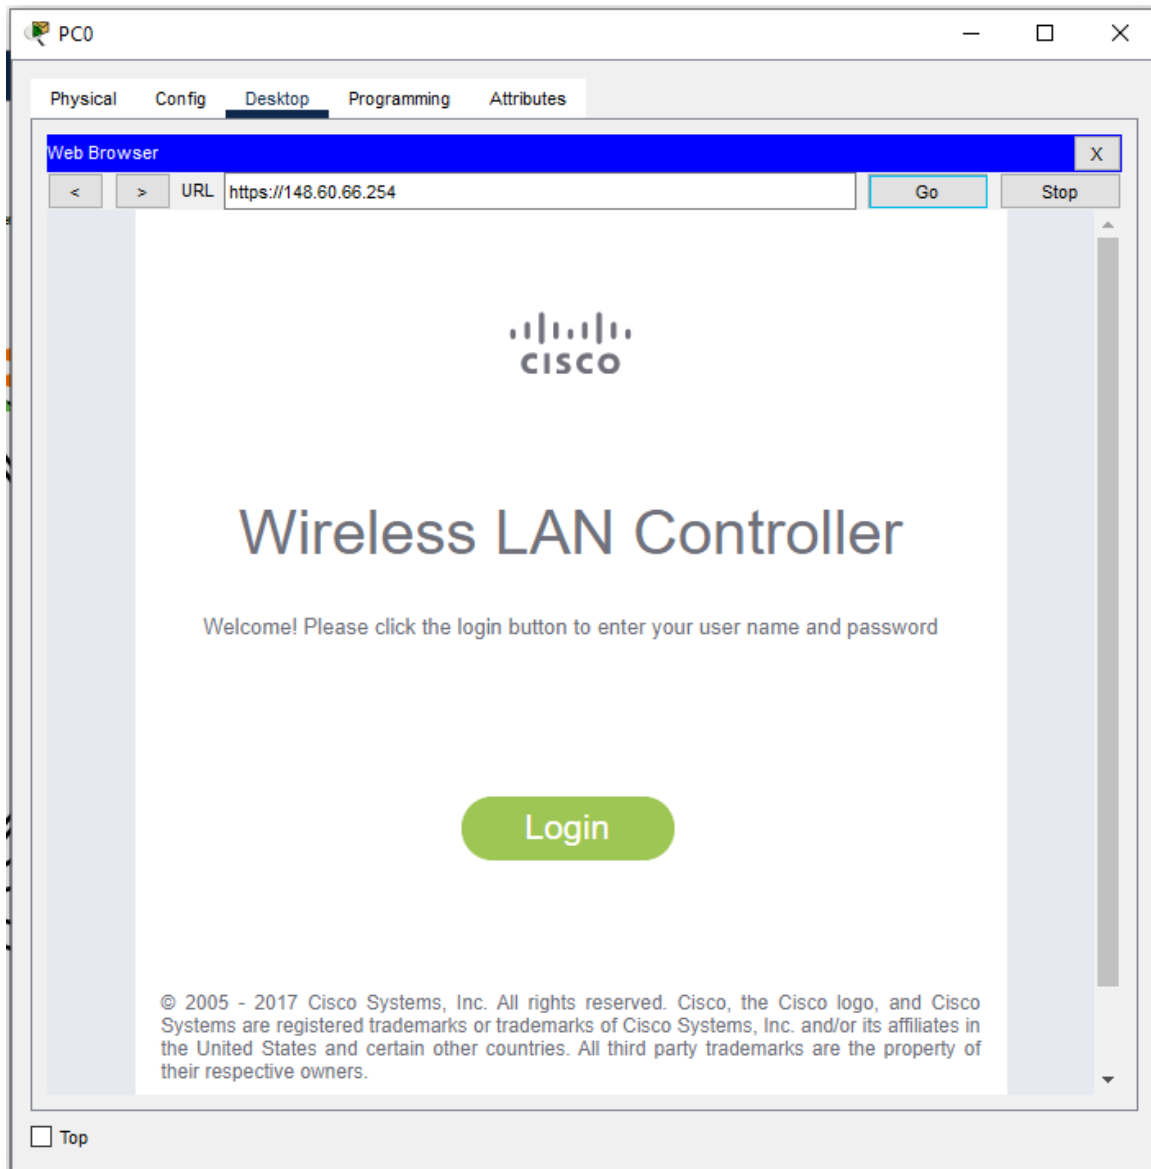 PC0
Physical Config Desktop Programming Attributes
Web Browser X
< > URL https://148.60.66.254 Go Stop
CISCO
Wireless LAN Controller
Welcome! Please click the login button to enter your user name and password
Login
© 2005 - 2017 Cisco Systems, Inc. All rights reserved. Cisco, the Cisco logo, and Cisco
Systems are registered trademarks or trademarks of Cisco Systems, Inc. and/or its affiliates in
the United States and certain other countries. All third party trademarks are the property of
their respective owners.
Top